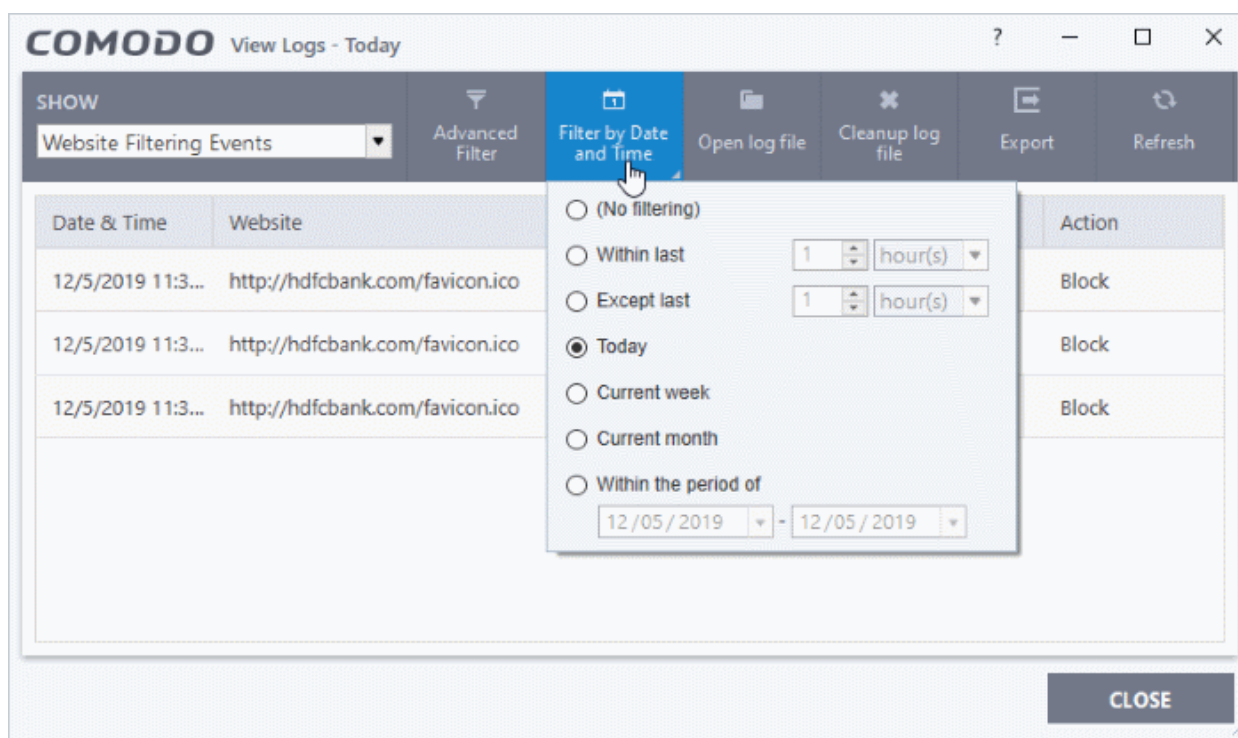 COMODO View Logs - Today
?
SHOW
Website Filtering Events
Advanced Filter
Filter by Date and Time
Open log file
Cleanup log file
Export
Refresh
Date & Time Website Action
12/5/2019 11:3... http://hdfcbank.com/favicon.ico Block
12/5/2019 11:3... http://hdfcbank.com/favicon.ico Block
12/5/2019 11:3... http://hdfcbank.com/favicon.ico Block
(No filtering)
Within last 1 hour(s)
Except last 1 hour(s)
Today
Current week
Current month
Within the period of
12/05/2019 - 12/05/2019
CLOSE